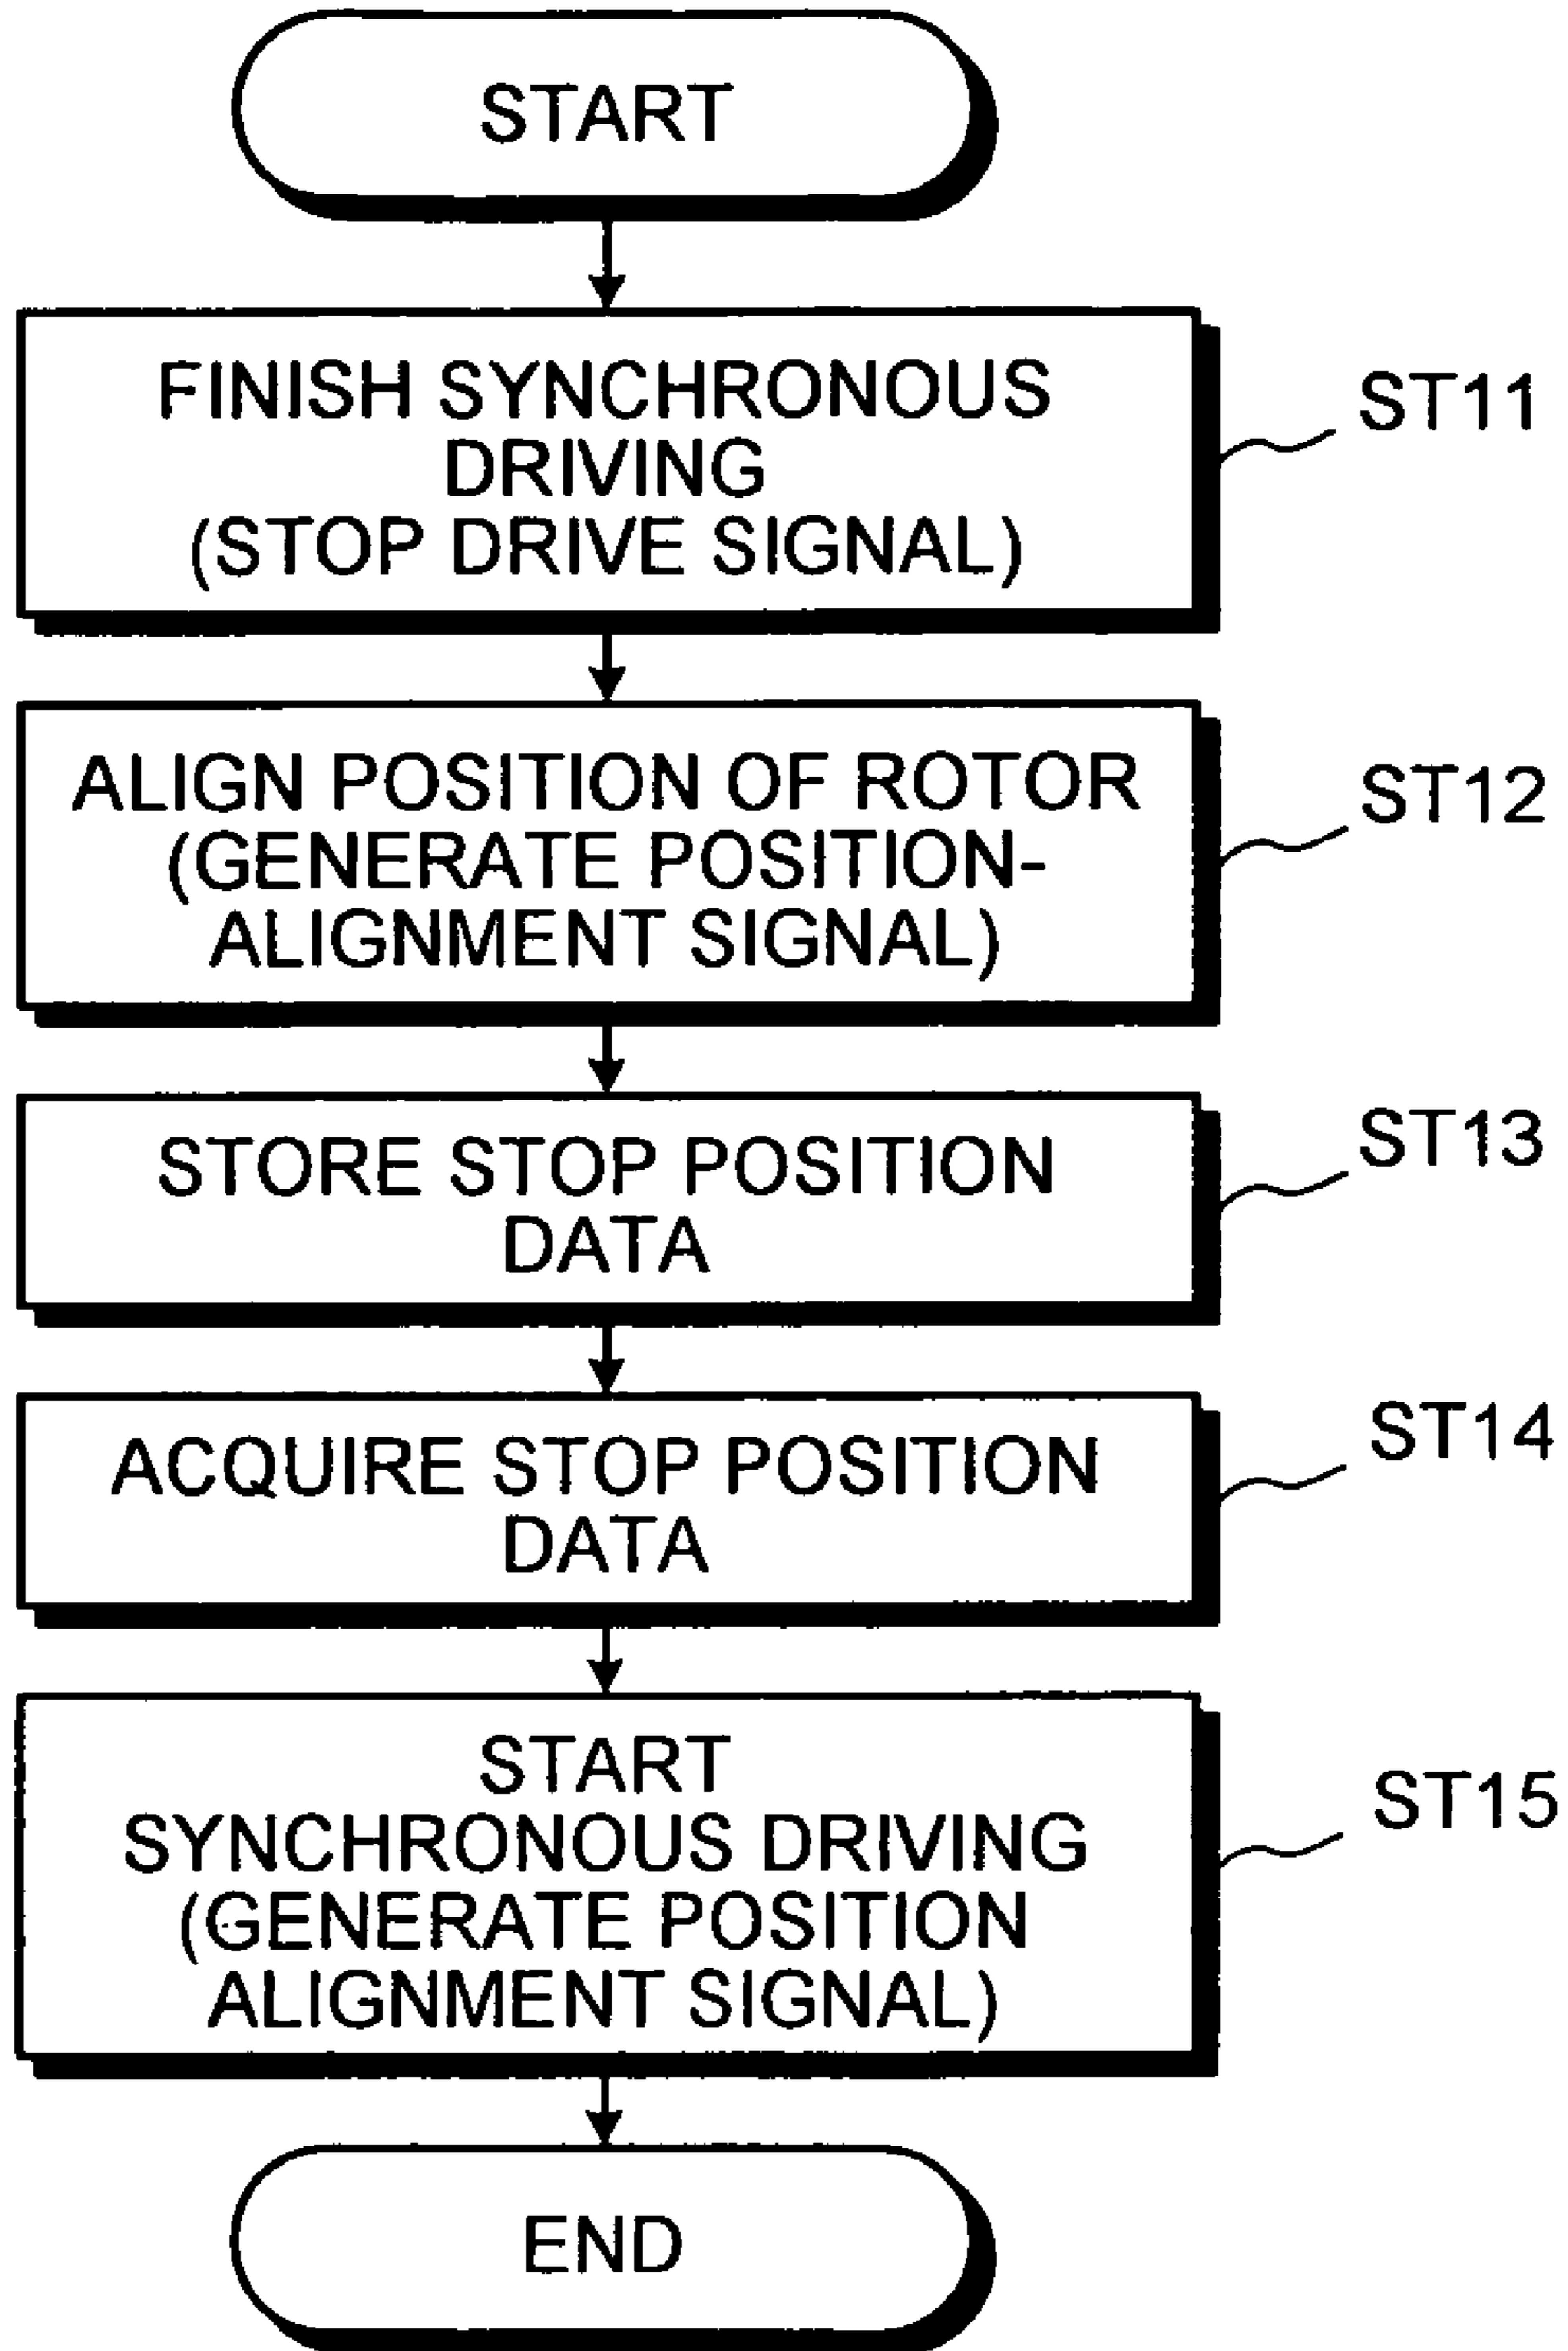 START
FINISH SYNCHRONOUS
DRIVING
(STOP DRIVE SIGNAL)
ST11
ALIGN POSITION OF ROTOR
(GENERATE POSITION-
ALIGNMENT SIGNAL)
ST12
STORE STOP POSITION
DATA
ST13
ACQUIRE STOP POSITION
DATA
ST14
START
SYNCHRONOUS DRIVING
(GENERATE POSITION
ALIGNMENT SIGNAL)
ST15
END